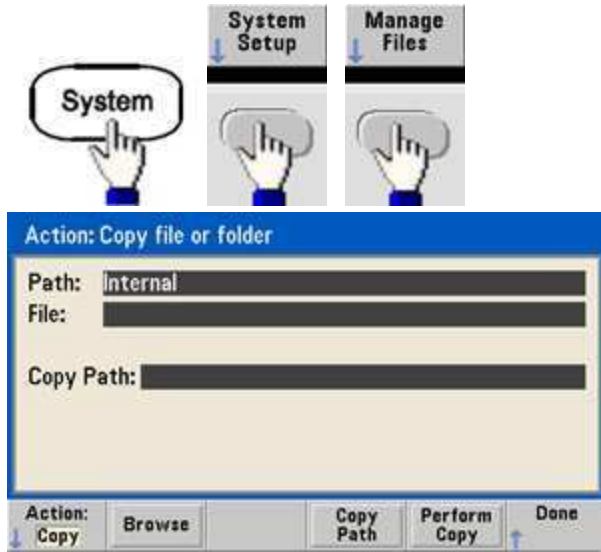 System
System
Setup
Manage
Files
Action: Copy file or folder
Path: Internal
File:
Copy Path:
Action:
Copy
Browse
Copy
Path
Perform
Copy
Done